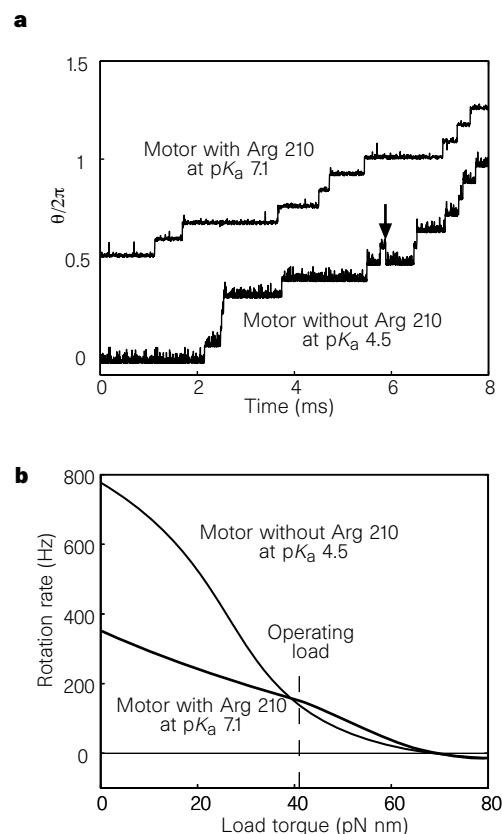 a
1.5
1
0.5
0
θ/2π
Motor with Arg 210
at pKa 7.1
Motor without Arg 210
at pKa 4.5
0 2 4 6 8
Time (ms)
b
800
600
400
200
0
Rotation rate (Hz)
Motor without Arg 210
at pKa 4.5
Operating
load
Motor with Arg 210
at pKa 7.1
0 20 40 60 80
Load torque (pN nm)